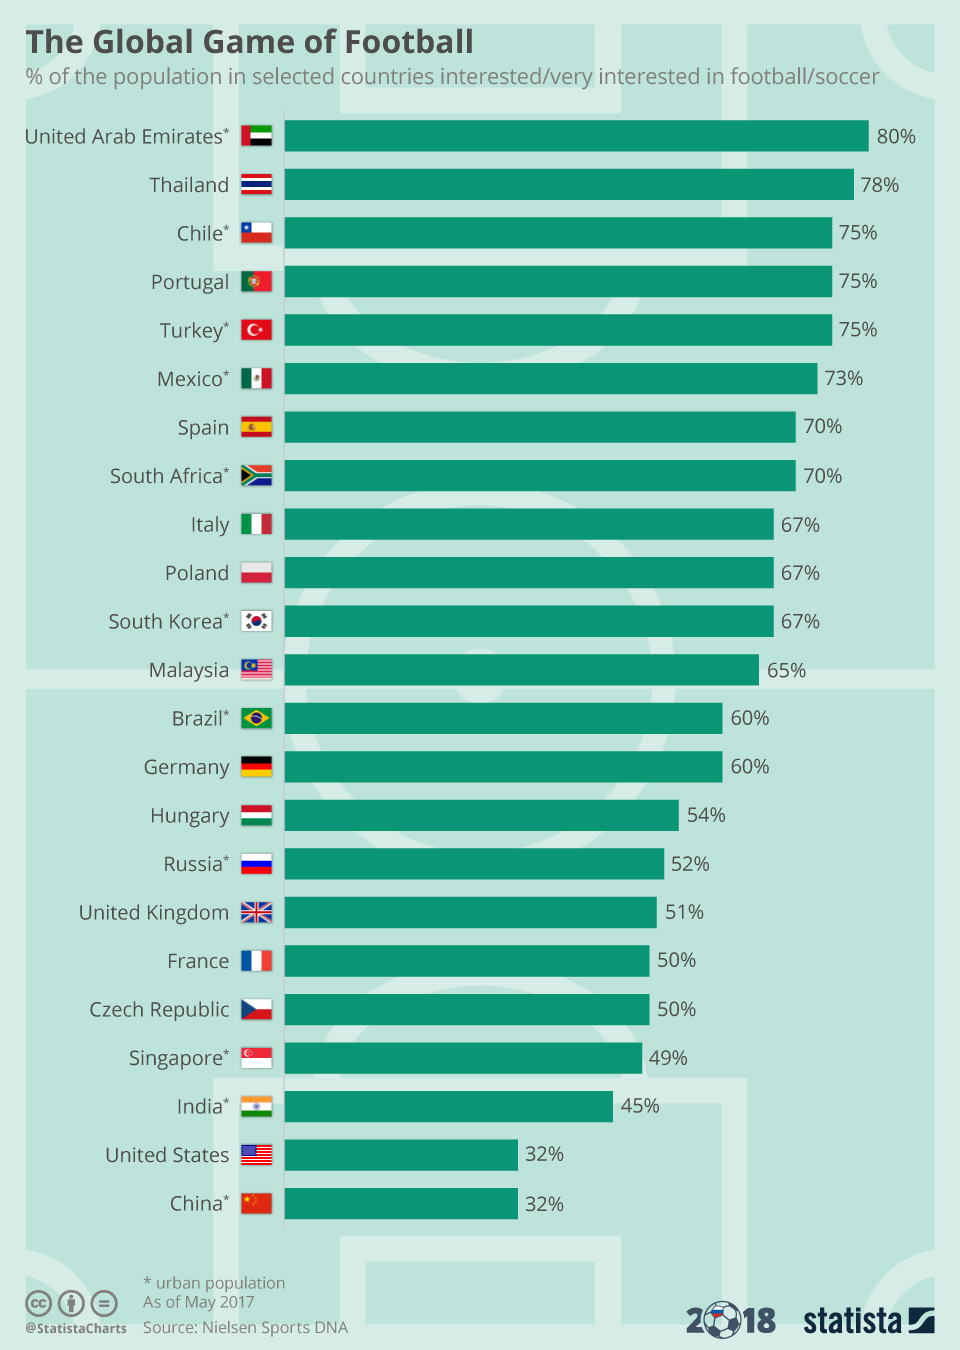 The Global Game of Football
% of the population in selected countries interested/very interested in football/soccer
United Arab Emirates* 80%
Thailand 78%
Chile* 75%
Portugal 75%
Turkey* 75%
Mexico* 73%
Spain 70%
South Africa* 70%
Italy 67%
Poland 67%
South Korea* 67%
Malaysia 65%
Brazil* 60%
Germany 60%
Hungary 54%
Russia* 52%
United Kingdom 51%
France 50%
Czech Republic 50%
Singapore* 49%
India* 45%
United States 32%
China* 32%
* urban population
As of May 2017
@StatistaCharts Source: Nielsen Sports DNA
2018
statista